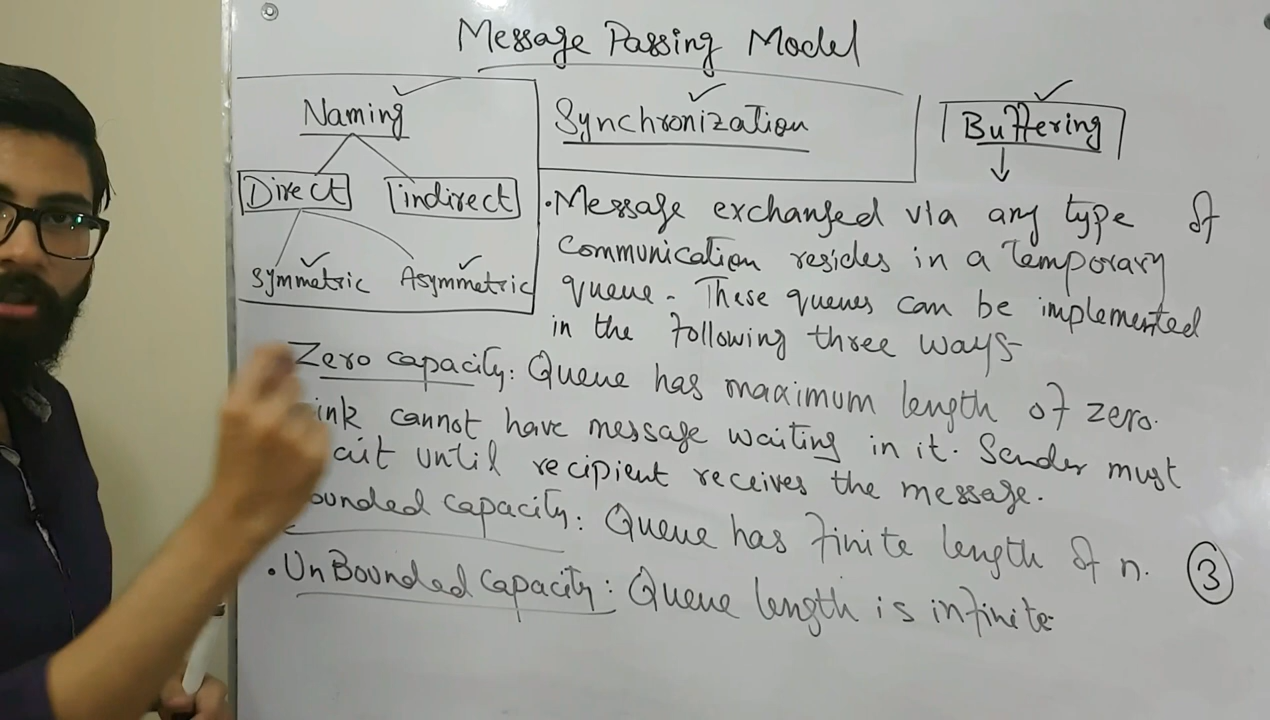 Message Passing Model
Naming
Synchronization
Buffering
Direct
indirect
Symmetric
Asymmetric
• Message exchanged via any type of
Communication resides in a Temporary
queue. These queues can be implemented
in the following three ways-
Zero capacity: Queue has maximum length of zero.
ink cannot have message waiting in it. Sender must
ait until recipient receives the message.
ounded capacity: Queue has finite length of n.
• UnBounded capacity: Queue length is infinite.
3